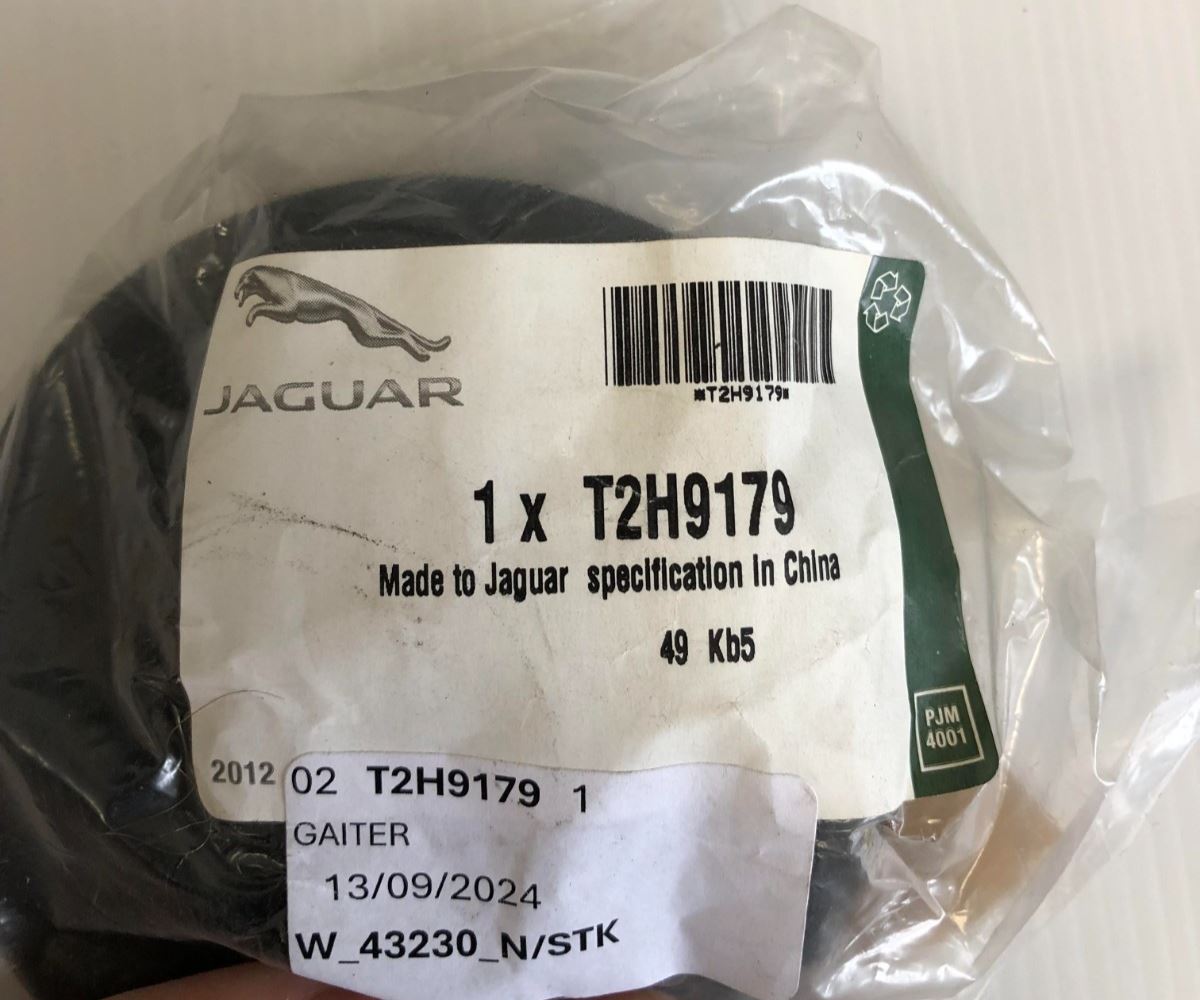 JAGUAR
*T2H9179*
1 x T2H9179
Made to Jaguar specification in China
49 Kb5
PJM
4001
2012
02 T2H9179 1
GAITER
13/09/2024
W_43230_N/STK